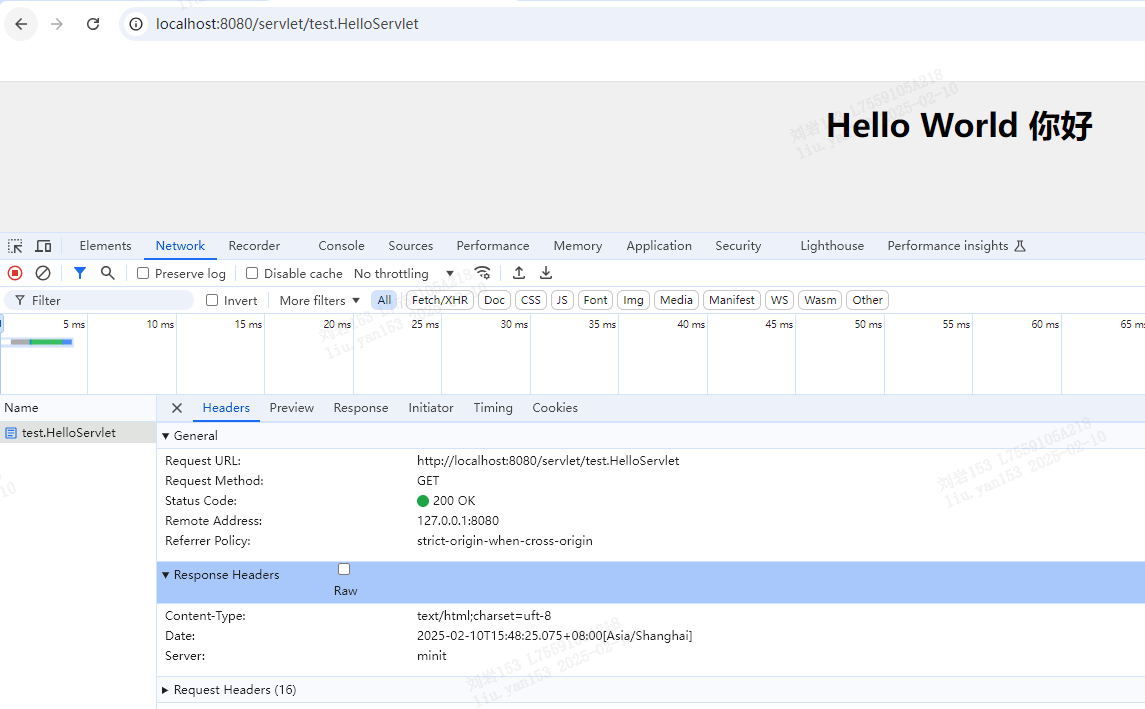 localhost:8080/servlet/test.HelloServlet
Hello World 你好
Elements Network Recorder Console Sources Performance Memory Application Security Lighthouse Performance insights
Preserve log Disable cache No throttling
Filter Invert More filters All Fetch/XHR Doc CSS JS Font Img Media Manifest WS Wasm Other
5 ms 10 ms 15 ms 20 ms 25 ms 30 ms 35 ms 40 ms 45 ms 50 ms 55 ms 60 ms 65 ms
Name Headers Preview Response Initiator Timing Cookies
test.HelloServlet
General
Request URL: http://localhost:8080/servlet/test.HelloServlet
Request Method: GET
Status Code: 200 OK
Remote Address: 127.0.0.1:8080
Referrer Policy: strict-origin-when-cross-origin
Response Headers
Raw
Content-Type: text/html;charset=uft-8
Date: 2025-02-10T15:48:25.075+08:00[Asia/Shanghai]
Server: minit
Request Headers (16)
刘岩153 L7559105A218
liu.yan153 2025-02-10